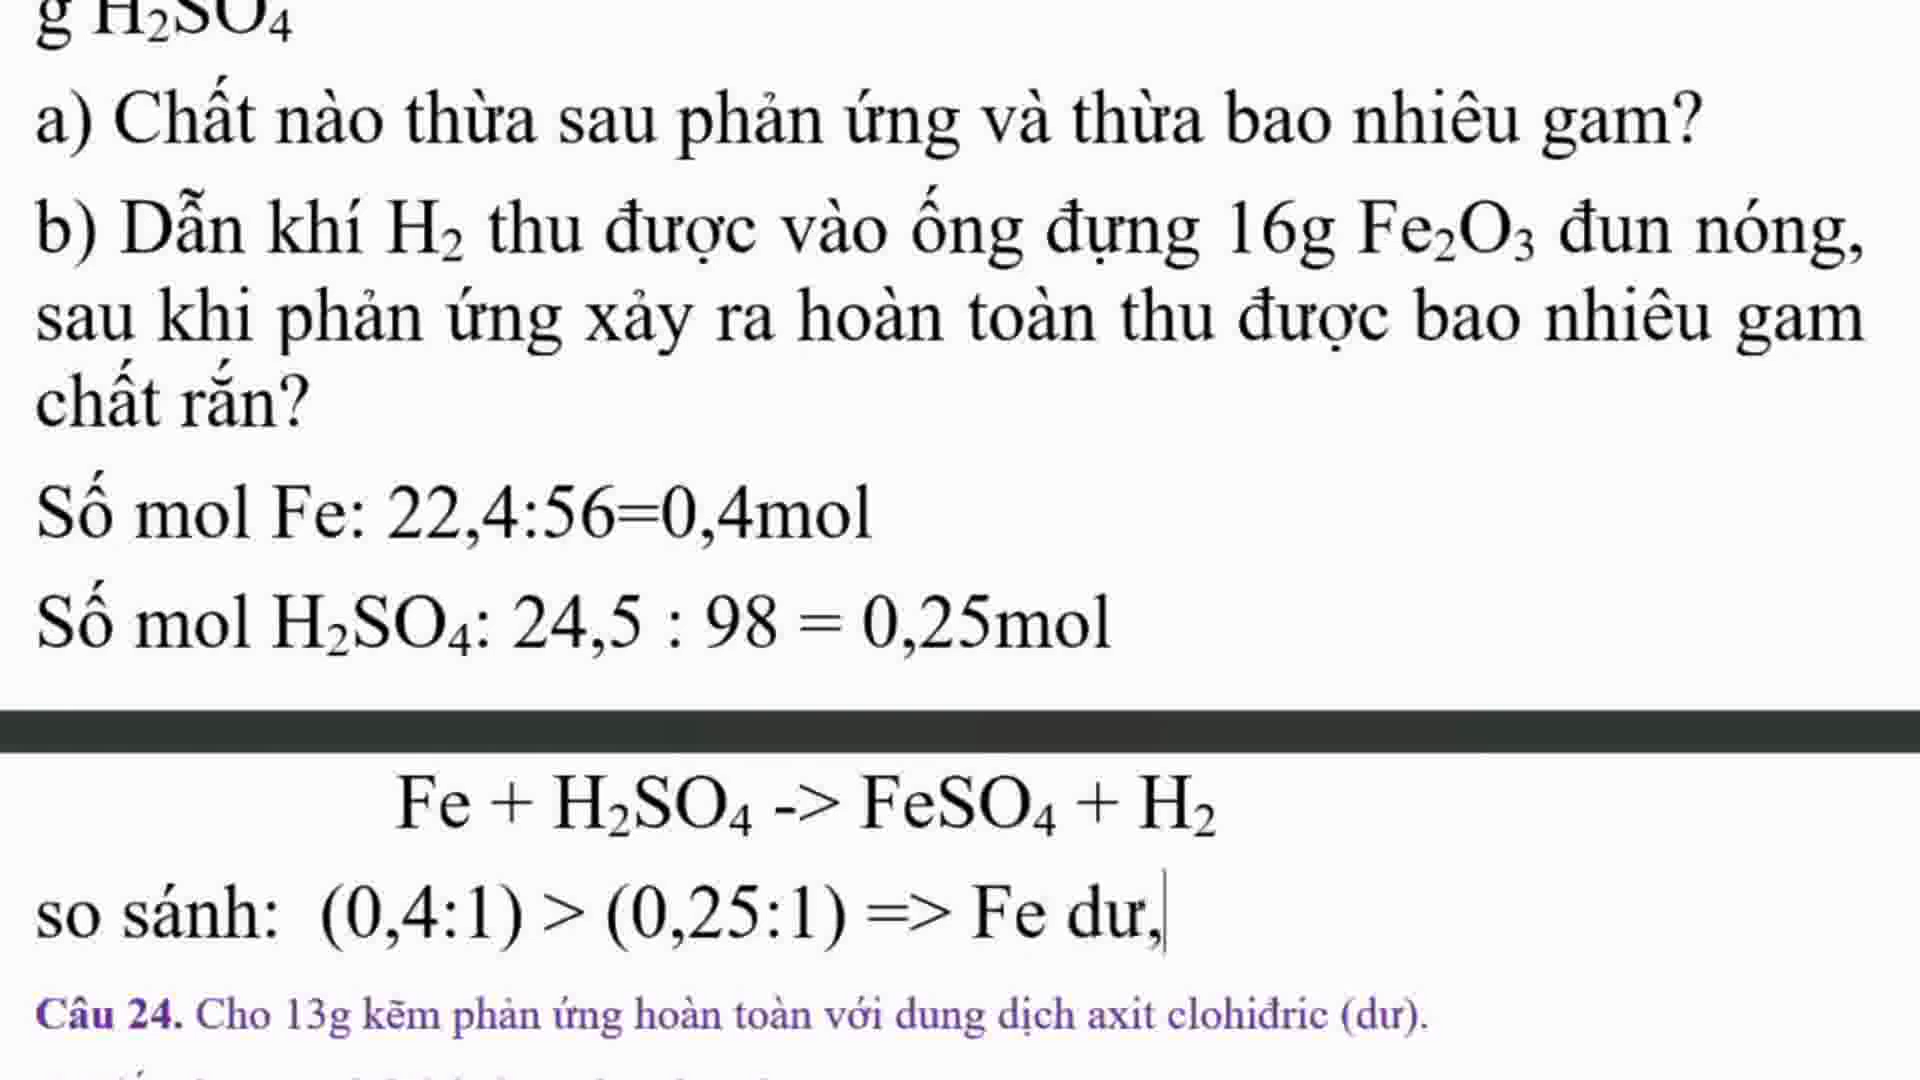 g H₂SO₄
a) Chất nào thừa sau phản ứng và thừa bao nhiêu gam?
b) Dẫn khí H₂ thu được vào ống đựng 16g Fe₂O₃ đun nóng,
sau khi phản ứng xảy ra hoàn toàn thu được bao nhiêu gam
chất rắn?
Số mol Fe: 22,4:56=0,4mol
Số mol H₂SO₄: 24,5 : 98 = 0,25mol
Fe + H₂SO₄ -> FeSO₄ + H₂
so sánh: (0,4:1) > (0,25:1) => Fe dư,
Câu 24. Cho 13g kẽm phản ứng hoàn toàn với dung dịch axit clohiđric (dư).